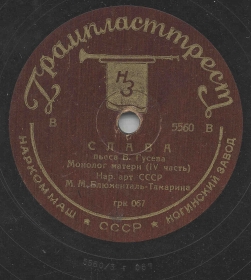 Грампласттрест
НЗ
В 5560 В
СЛАВА
пьеса В. Гусева
Монолог матери (IV часть)
Нар. арт. СССР
М. М. Блюменталь-Тамарина
грк 067
НАРКОММАШ ★ СССР ★ НОГИНСКИЙ ЗАВОД